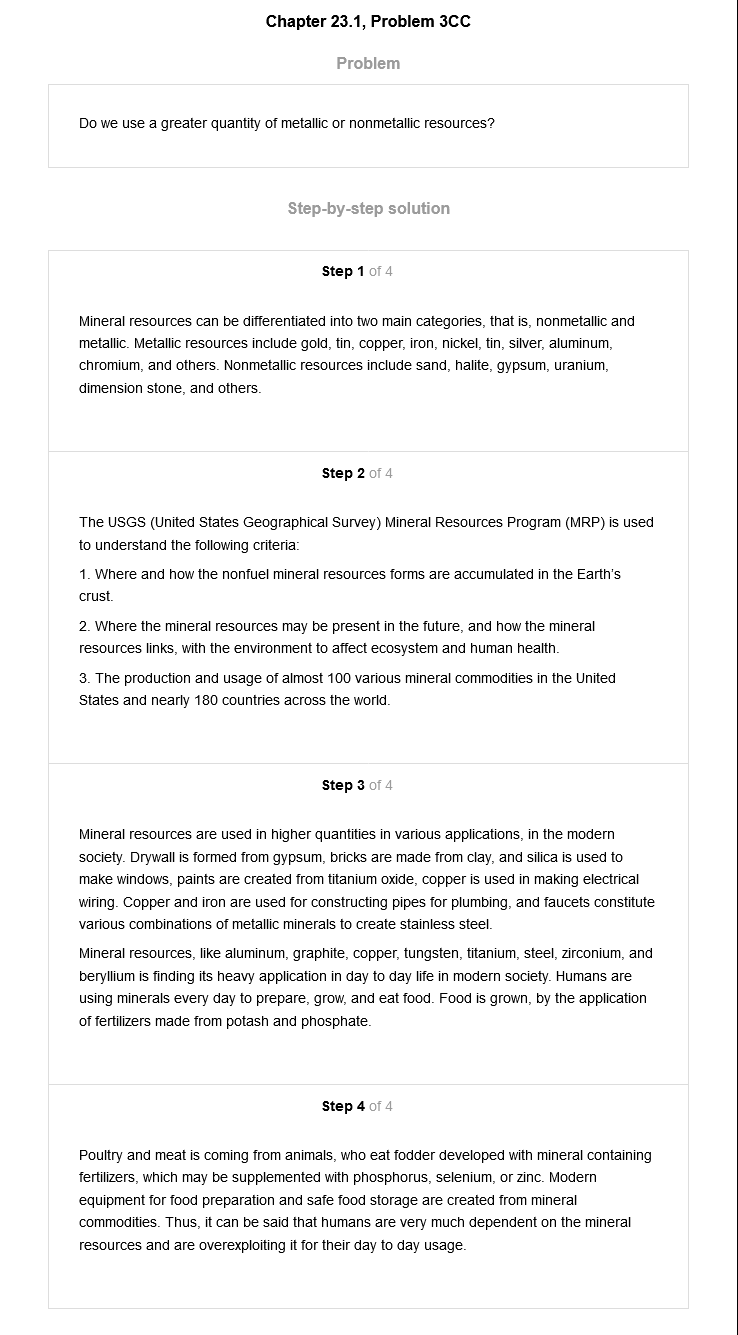 Chapter 23.1, Problem 3CC
Problem
Do we use a greater quantity of metallic or nonmetallic resources?
Step-by-step solution
Step 1 of 4
Mineral resources can be differentiated into two main categories, that is, nonmetallic and
metallic. Metallic resources include gold, tin, copper, iron, nickel, tin, silver, aluminum,
chromium, and others. Nonmetallic resources include sand, halite, gypsum, uranium,
dimension stone, and others.
Step 2 of 4
The USGS (United States Geographical Survey) Mineral Resources Program (MRP) is used
to understand the following criteria:
1. Where and how the nonfuel mineral resources forms are accumulated in the Earth's
crust.
2. Where the mineral resources may be present in the future, and how the mineral
resources links, with the environment to affect ecosystem and human health.
3. The production and usage of almost 100 various mineral commodities in the United
States and nearly 180 countries across the world.
Step 3 of 4
Mineral resources are used in higher quantities in various applications, in the modern
society. Drywall is formed from gypsum, bricks are made from clay, and silica is used to
make windows, paints are created from titanium oxide, copper is used in making electrical
wiring. Copper and iron are used for constructing pipes for plumbing, and faucets constitute
various combinations of metallic minerals to create stainless steel.
Mineral resources, like aluminum, graphite, copper, tungsten, titanium, steel, zirconium, and
beryllium is finding its heavy application in day to day life in modern society. Humans are
using minerals every day to prepare, grow, and eat food. Food is grown, by the application
of fertilizers made from potash and phosphate.
Step 4 of 4
Poultry and meat is coming from animals, who eat fodder developed with mineral containing
fertilizers, which may be supplemented with phosphorus, selenium, or zinc. Modern
equipment for food preparation and safe food storage are created from mineral
commodities. Thus, it can be said that humans are very much dependent on the mineral
resources and are overexploiting it for their day to day usage.